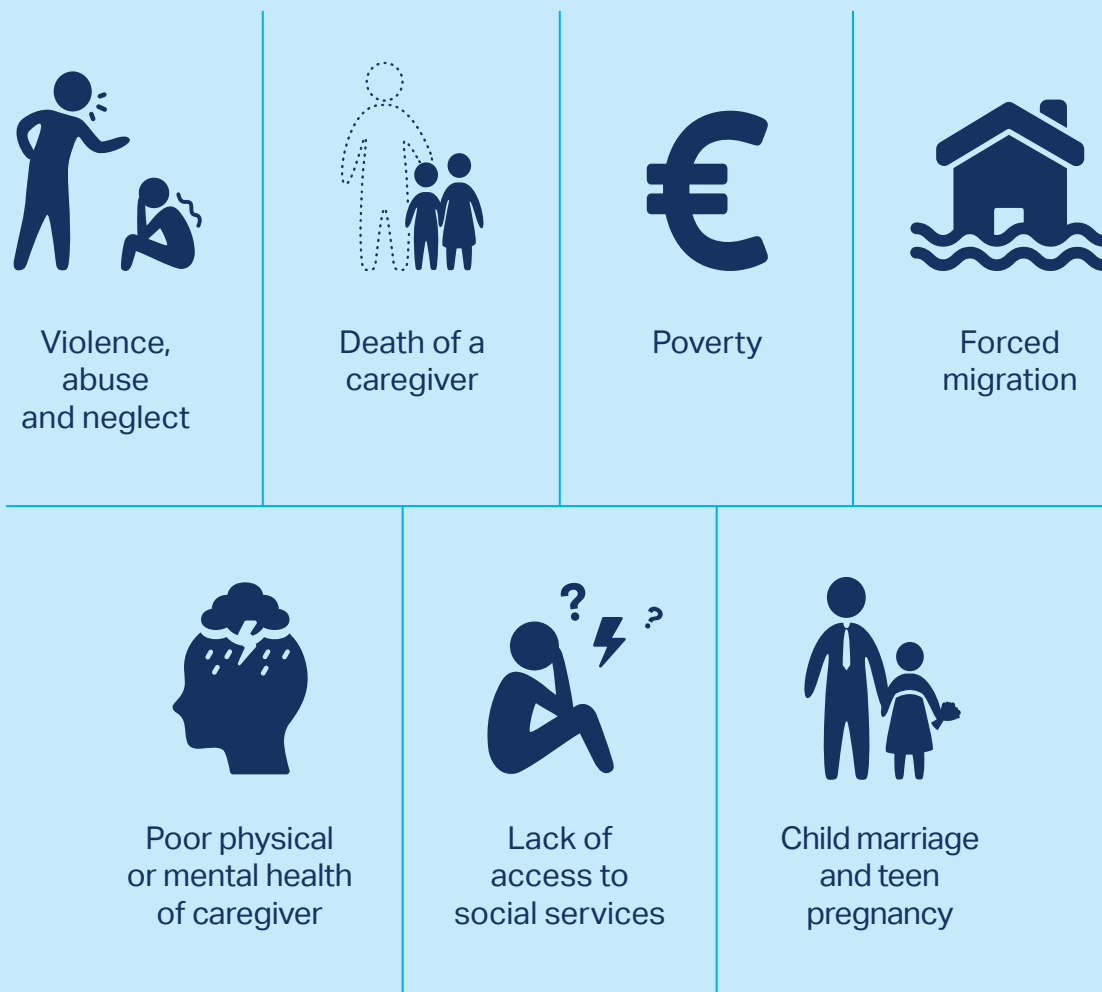 Violence,
abuse
and neglect
Death of a
caregiver
Poverty
Forced
migration
Poor physical
or mental health
of caregiver
Lack of
access to
social services
Child marriage
and teen
pregnancy